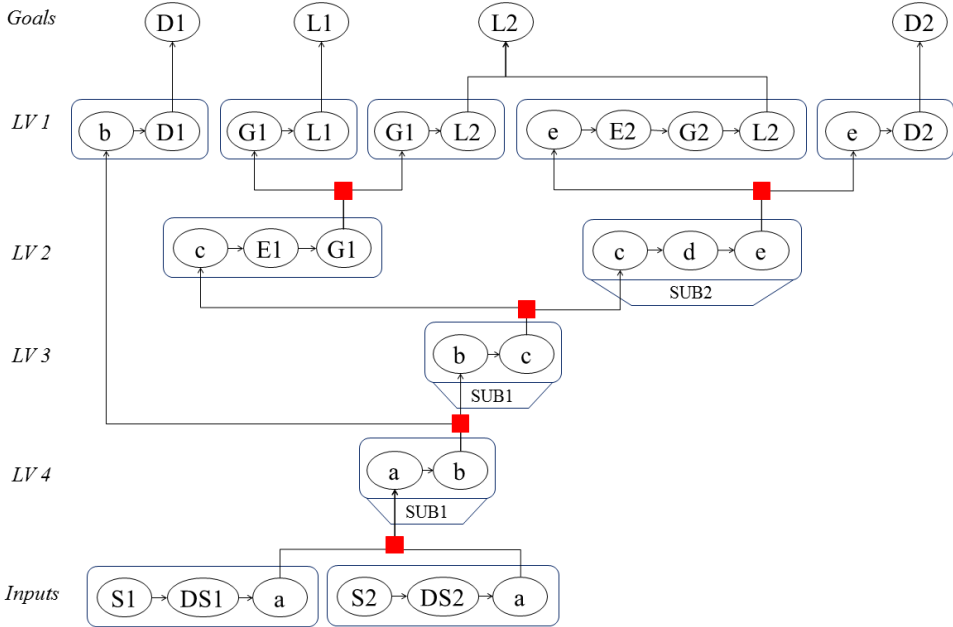 Goals D1 L1 L2 D2
LV 1 b D1 G1 L1 G1 L2 e E2 G2 L2 e D2
LV 2 c E1 G1 c d e
SUB2
LV 3 b c
SUB1
LV 4 a b
SUB1
Inputs S1 DS1 a S2 DS2 a